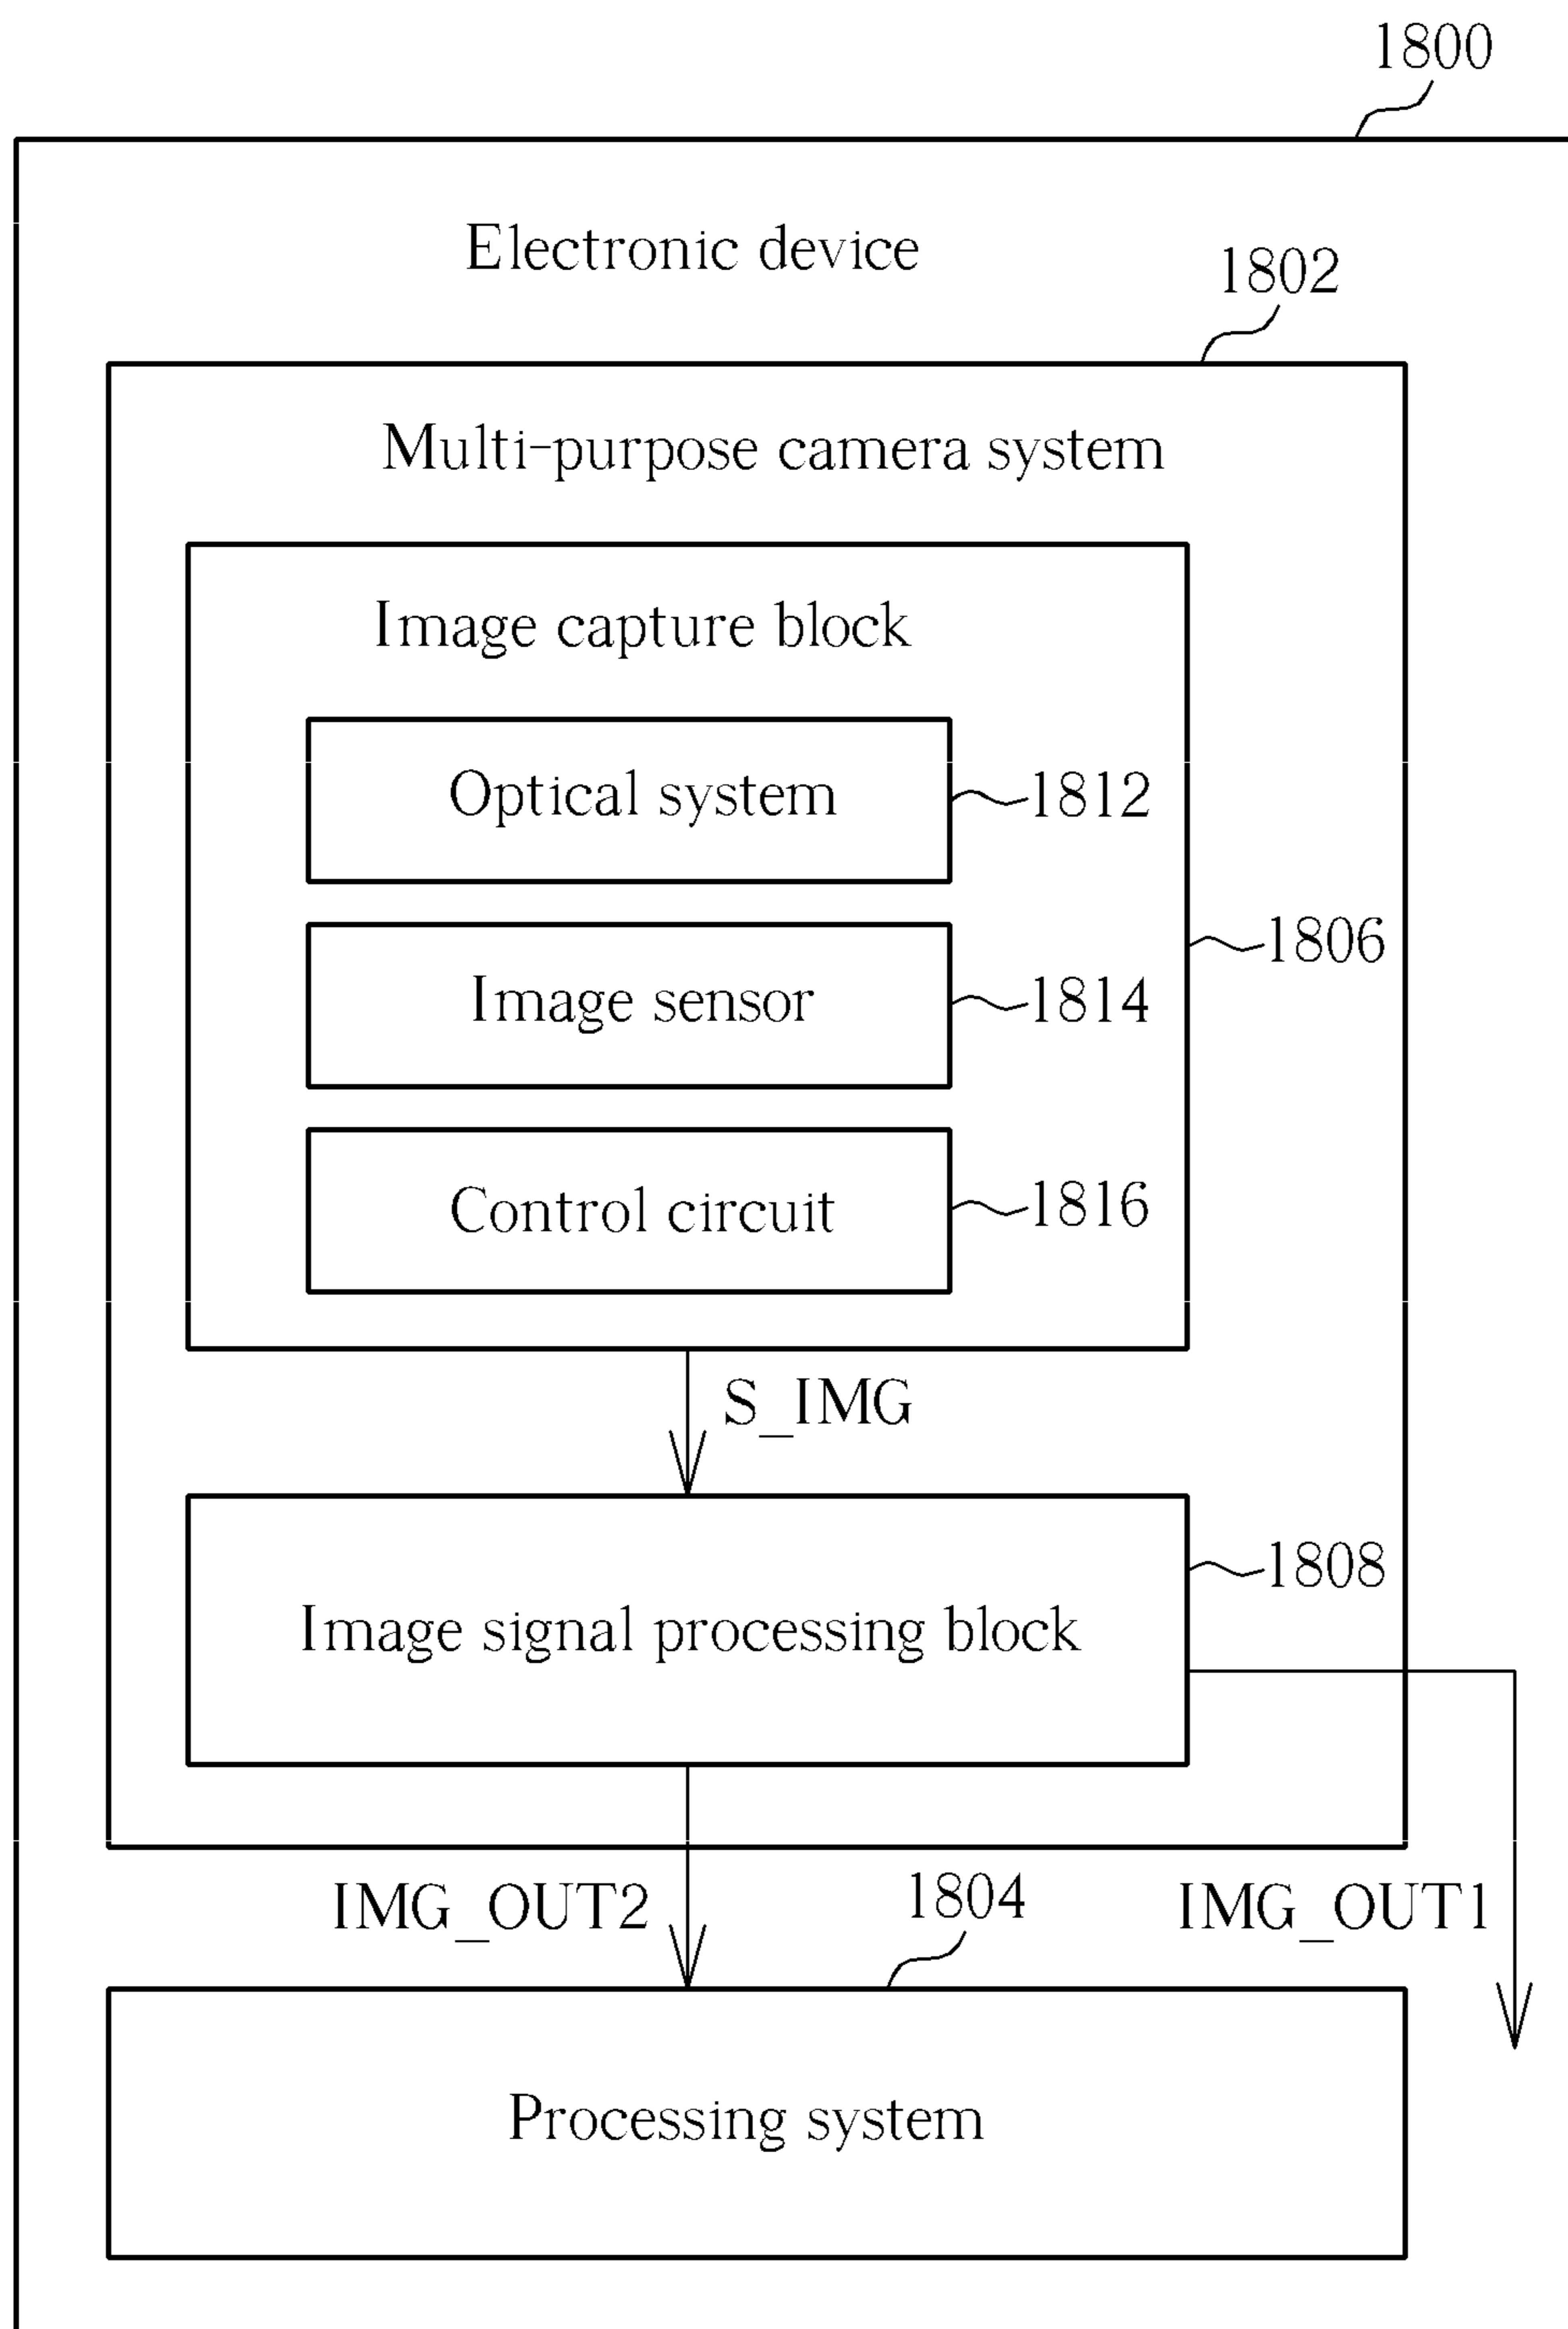 1800
Electronic device
1802
Multi-purpose camera system
Image capture block
Optical system
1812
1806
Image sensor
1814
Control circuit
1816
S_IMG
1808
Image signal processing block
IMG_OUT2
1804
IMG_OUT1
Processing system